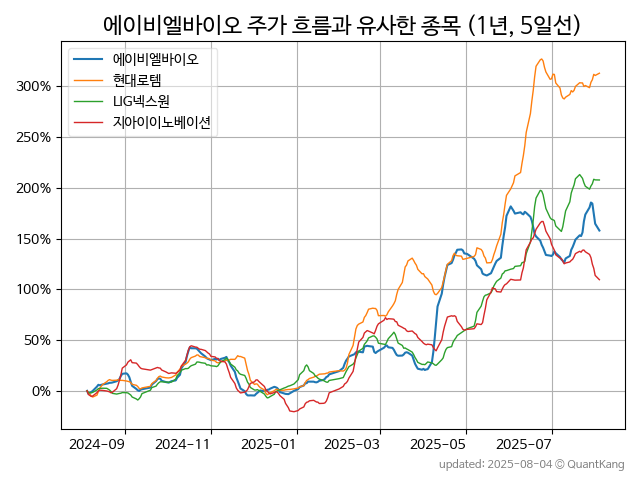 에이비엘바이오 주가 흐름과 유사한 종목 (1년, 5일선)
에이비엘바이오
현대로템
LIG넥스원
지아이이노베이션
300%
250%
200%
150%
100%
50%
0%
2024-09 2024-11 2025-01 2025-03 2025-05 2025-07
updated: 2025-08-04 © QuantKang